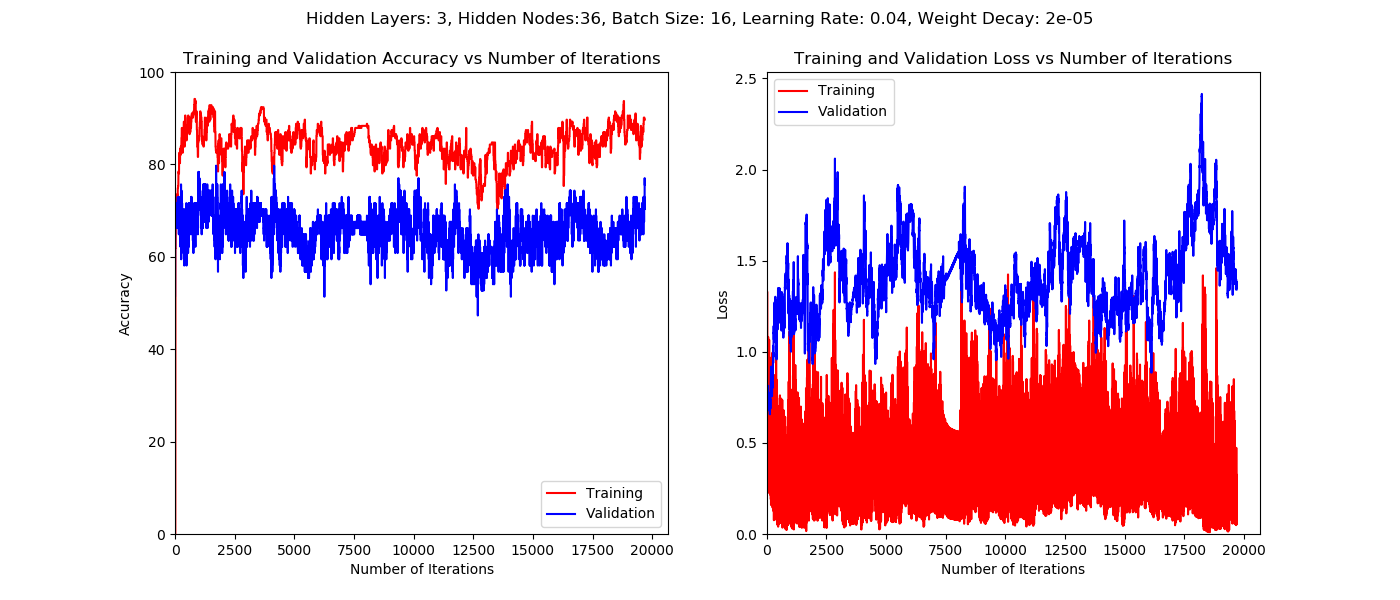 Hidden Layers: 3, Hidden Nodes:36, Batch Size: 16, Learning Rate: 0.04, Weight Decay: 2e-05
Training and Validation Accuracy vs Number of Iterations
100
80
60
40
20
0
Accuracy
0 2500 5000 7500 10000 12500 15000 17500 20000
Number of Iterations
Training
Validation
Training and Validation Loss vs Number of Iterations
Training
Validation
2.5
2.0
1.5
1.0
0.5
0.0
Loss
0 2500 5000 7500 10000 12500 15000 17500 20000
Number of Iterations